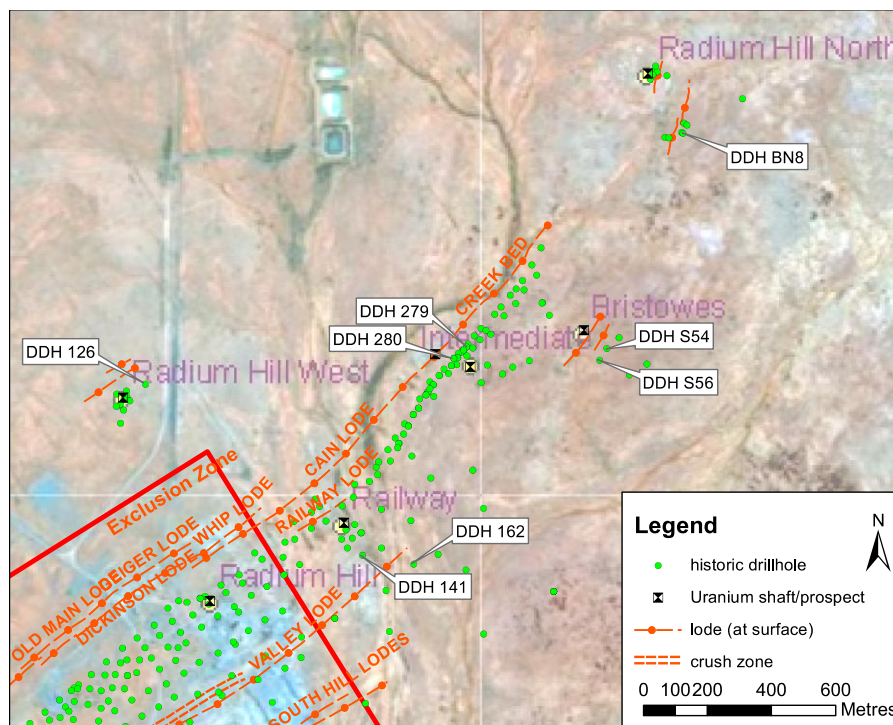 Radium Hill North
DDH BN8
CREEK BED
DDH 279
Bristowes
DDH 280
Intermediate
DDH S54
DDH 126
Radium Hill West
DDH S56
CAIN LODE
Exclusion Zone
RAILWAY LODE
Railway
WHIP LODE
GEIGER LODE
OLD MAIN LODE
DICKINSON LODE
Radium Hill
DDH 162
DDH 141
VALLEY LODE
SOUTH HILL LODES
Legend
N
historic drillhole
Uranium shaft/prospect
lode (at surface)
crush zone
0 100 200 400 600
Metres